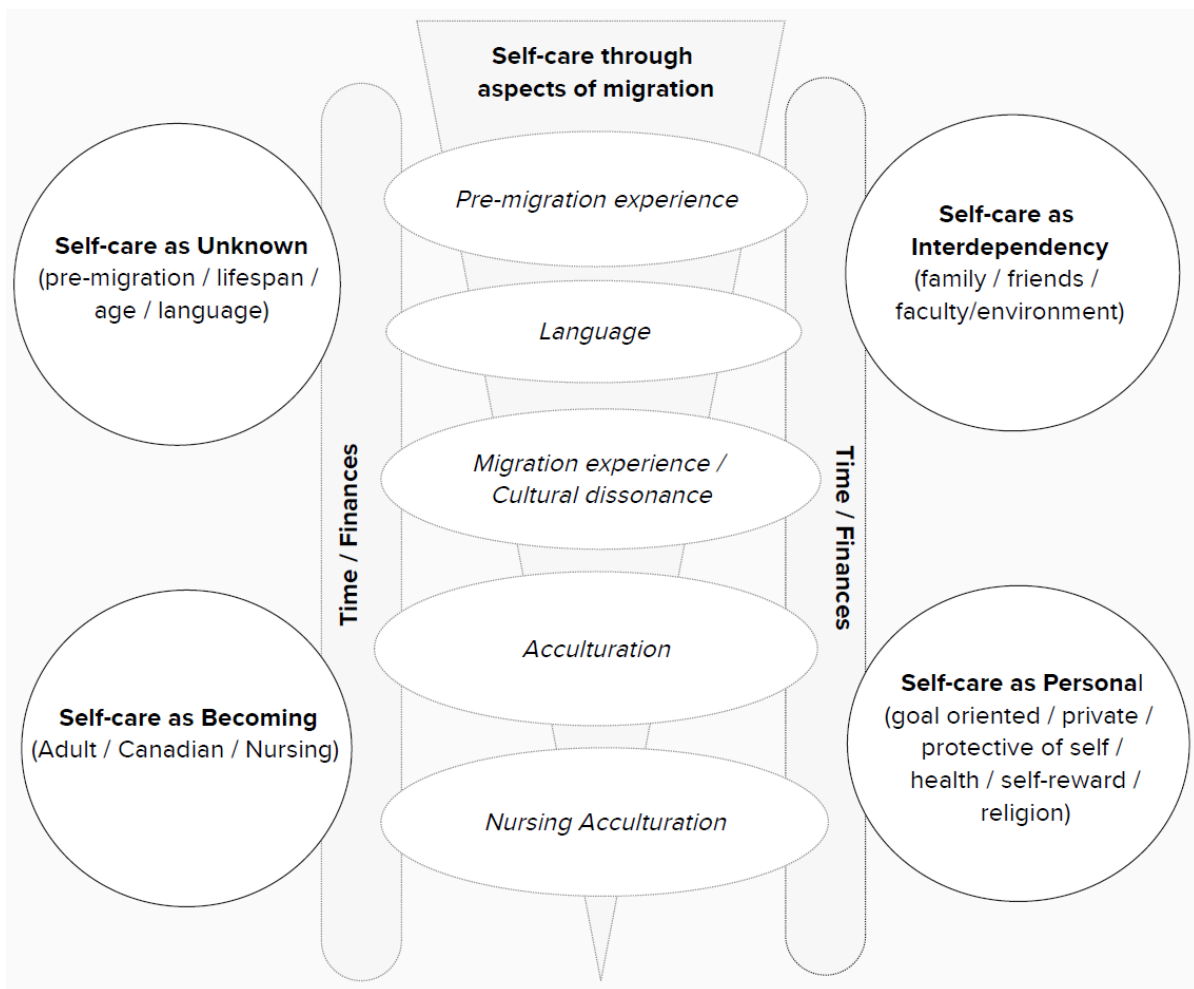 Self-care through
aspects of migration
Pre-migration experience
Language
Migration experience /
Cultural dissonance
Acculturation
Nursing Acculturation
Time / Finances
Time / Finances
Self-care as Unknown
(pre-migration / lifespan /
age / language)
Self-care as
Interdependency
(family / friends /
faculty/environment)
Self-care as Becoming
(Adult / Canadian / Nursing)
Self-care as Personal
(goal oriented / private /
protective of self /
health / self-reward /
religion)